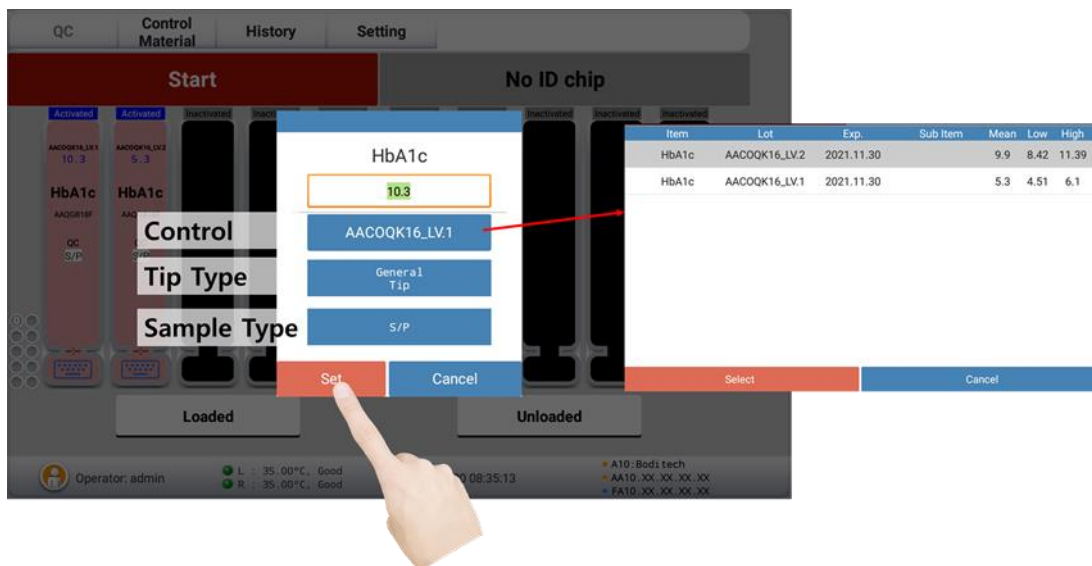 QC
Control
Material
History
Setting
Start
No ID chip
Activated
Activated
Inactivated
Inactivated
Inactivated
Inactivated
AACOQK16_LV.1
10.3
HbA1c
QC
S/P
AACOQK16_LV.2
5.3
HbA1c
HbA1c
10.3
Control
AACOQK16_LV.1
Tip Type
General
Tip
Sample Type
S/P
Set
Cancel
Item Lot Exp. Sub Item Mean Low High
HbA1c AACOQK16_LV.2 2021.11.30 9.9 8.42 11.39
HbA1c AACOQK16_LV.1 2021.11.30 5.3 4.51 6.1
Select
Cancel
Loaded
Unloaded
Operator: admin
L : 35.00°C, Good
R : 35.00°C, Good
08:35:13
A10:Boditech
AA10.XX.XX.XX.XX
FA10.XX.XX.XX.XX